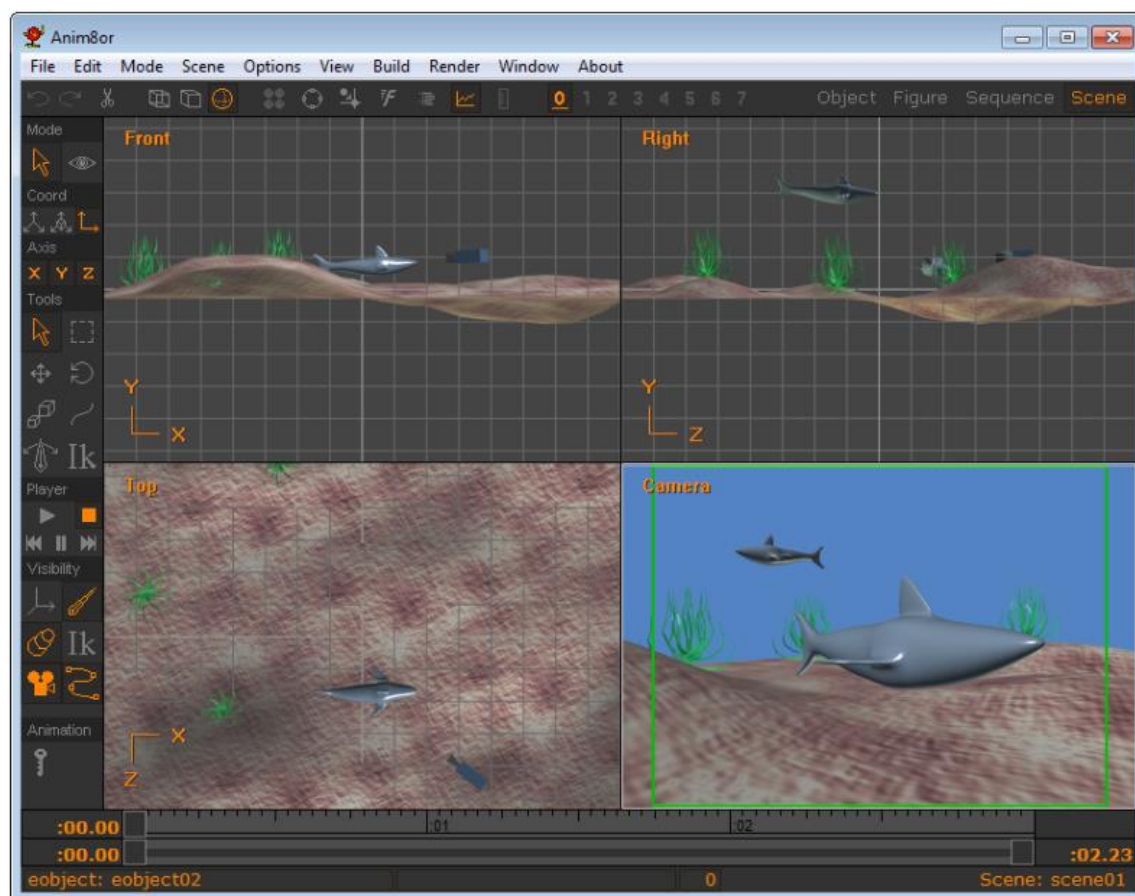 Anim8or
File Edit Mode Scene Options View Build Render Window About
0 1 2 3 4 5 6 7 Object Figure Sequence Scene
Mode
Coord
Axis
X Y Z
Tools
Ik
Player
Visibility
Ik
Animation
Front
Y
X
Right
Y
Z
Top
X
Z
Camera
:00.00 :01 :02
:00.00 :02.23
eobject: eobject02 0 Scene: scene01